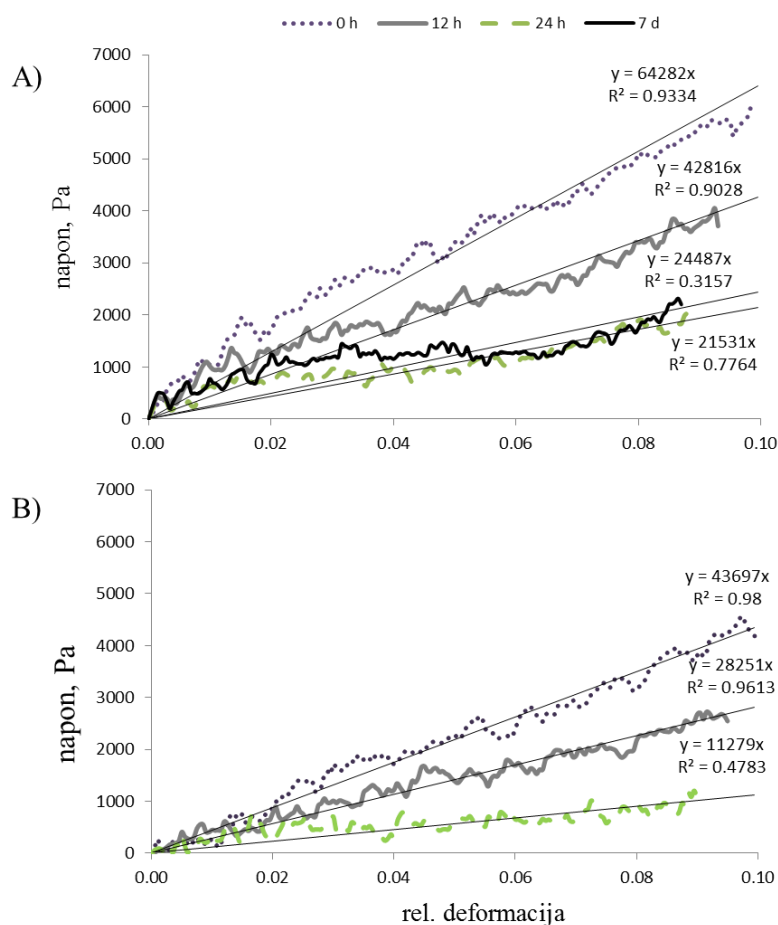 0 h 12 h 24 h 7 d
A)
7000
6000
5000
4000
3000
2000
1000
0
napon, Pa
y = 64282x
R² = 0.9334
y = 42816x
R² = 0.9028
y = 24487x
R² = 0.3157
y = 21531x
R² = 0.7764
0.00 0.02 0.04 0.06 0.08 0.10
B)
7000
6000
5000
4000
3000
2000
1000
0
napon, Pa
y = 43697x
R² = 0.98
y = 28251x
R² = 0.9613
y = 11279x
R² = 0.4783
0.00 0.02 0.04 0.06 0.08 0.10
rel. deformacija